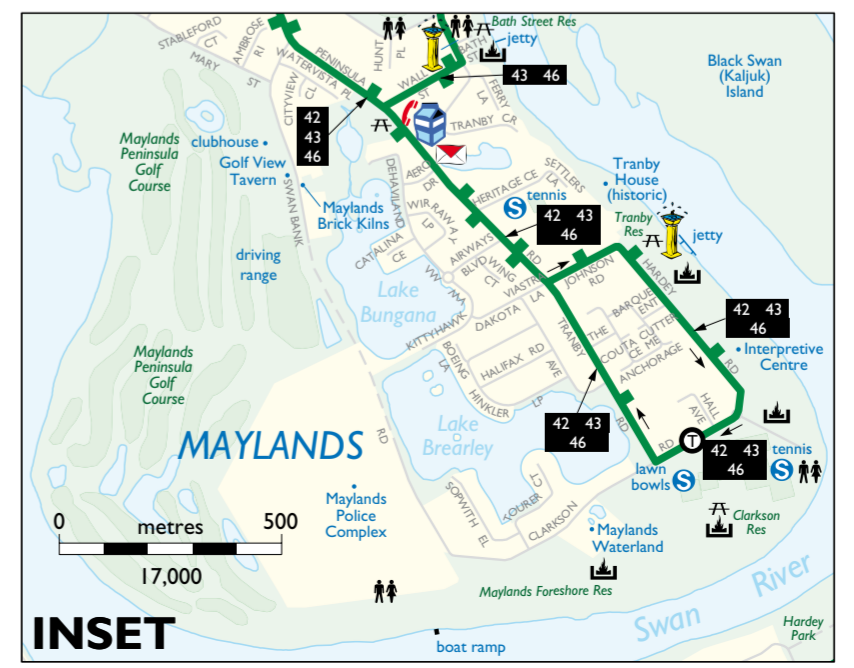 STABLEFORD
CT
AMBROSE
RI
MARY
ST
WATERVISTA PL
PENINSULA
HUNT
PL
CITYVIEW
CL
WALL
ST
BATH
ST
Bath Street Res
jetty
43 46
FERRY
LA
TRANBY CR
Black Swan
(Kaljuk)
Island
42
43
46
Maylands
Peninsula
Golf
Course
clubhouse
Golf View
Tavern
SWAN BANK
Maylands
Brick Kilns
driving
range
DEHAVILAND
AERO
DR
WIRRAWAY
LP
CATALINA
CE
HERITAGE CE
SETTLERS
LA
S tennis
Tranby
House
(historic)
Tranby
Res
jetty
42 43
46
AIRWAYS
RD
BLVD
WING
CT
VIASTRA
LA
JOHNSON
RD
HARDEY
Lake
Bungana
KITTYHAWK
DAKOTA
TRANBY
THE
BARQUE
ENT
COUTA
CE
CUTTER
ME
ANCHORAGE
42 43
46
RD
Interpretive
Centre
Maylands
Peninsula
Golf
Course
BOEING
LA
HALIFAX RD
AVE
HINKLER
LP
HALL
AVE
MAYLANDS
RD
Lake
Brearley
42 43
46
RD
RD
T
42 43
46
tennis
S
lawn
bowls S
Maylands
Police
Complex
SOPWITH
EL
TOURER
CT
CLARKSON
Maylands
Waterland
Clarkson
Res
0 metres 500
17,000
Maylands Foreshore Res
Swan River
Hardey
Park
INSET
boat ramp